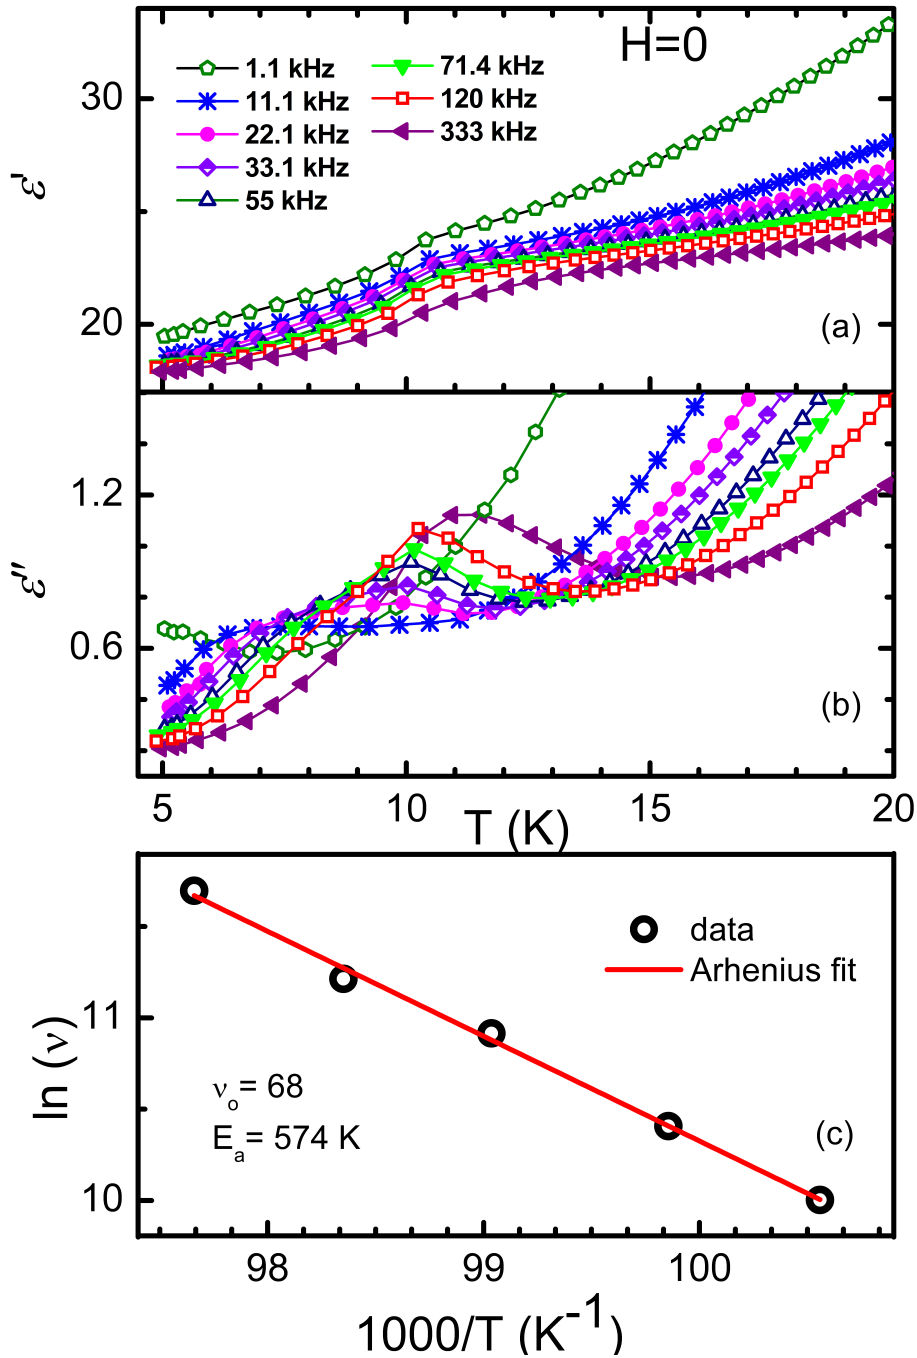 H=0
1.1 kHz
11.1 kHz
22.1 kHz
33.1 kHz
55 kHz
71.4 kHz
120 kHz
333 kHz
30
20
ε'
(a)
1.2
0.6
ε''
(b)
5 10 15 20
T (K)
data
Arhenius fit
11
10
ln (ν)
ν₀= 68
Eₐ= 574 K
(c)
98 99 100
1000/T (K⁻¹)